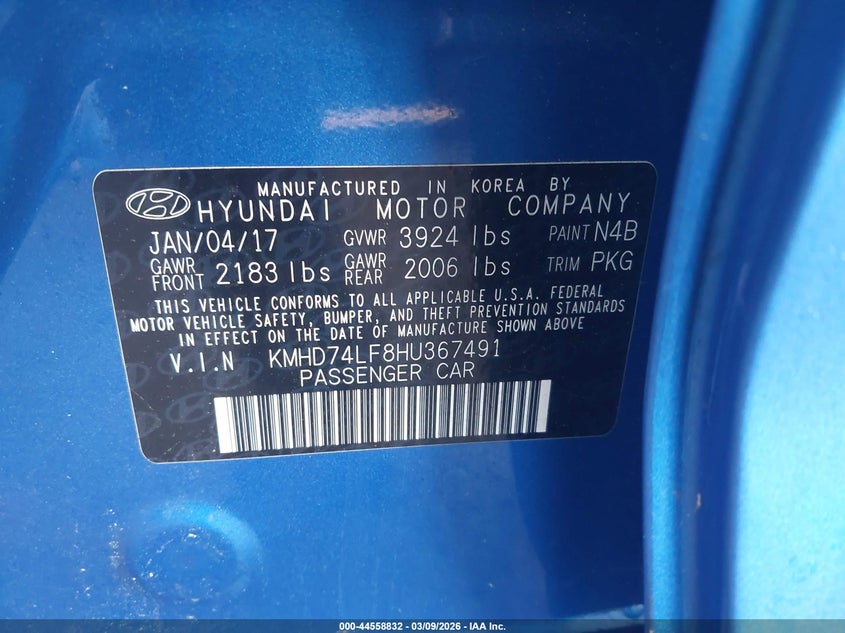 MANUFACTURED IN KOREA BY
HYUNDAI MOTOR COMPANY
JAN/04/17 GVWR 3924 lbs PAINT N4B
GAWR FRONT 2183 lbs GAWR REAR 2006 lbs TRIM PKG
THIS VEHICLE CONFORMS TO ALL APPLICABLE U.S.A. FEDERAL
MOTOR VEHICLE SAFETY, BUMPER, AND THEFT PREVENTION STANDARDS
IN EFFECT ON THE DATE OF MANUFACTURE SHOWN ABOVE
V.I.N KMHD74LF8HU367491
PASSENGER CAR
000-44558832 - 03/09/2026 - IAA Inc.